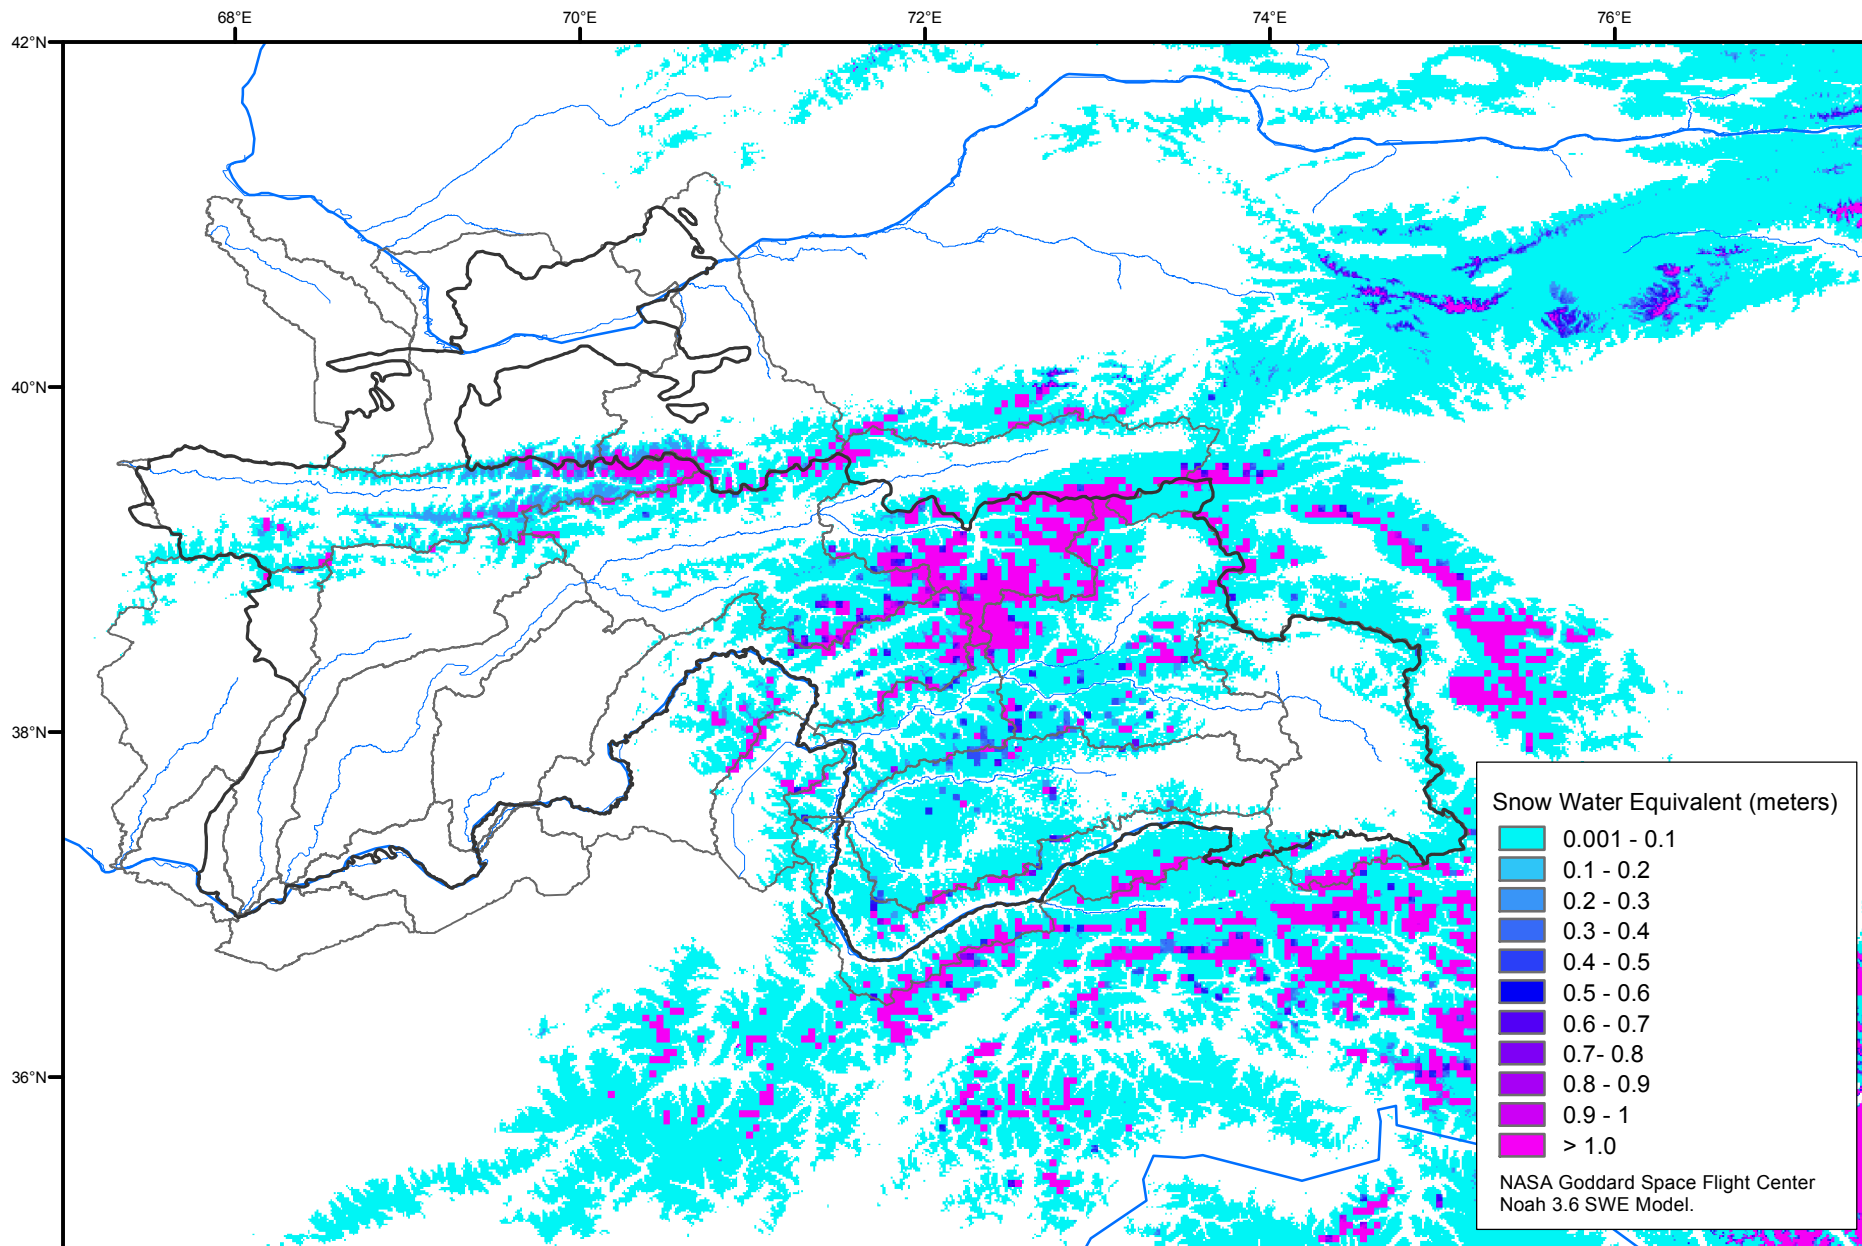 68°E 70°E 72°E 74°E 76°E
42°N
40°N
38°N
36°N
Snow Water Equivalent (meters)
0.001 - 0.1
0.1 - 0.2
0.2 - 0.3
0.3 - 0.4
0.4 - 0.5
0.5 - 0.6
0.6 - 0.7
0.7- 0.8
0.8 - 0.9
0.9 - 1
> 1.0
NASA Goddard Space Flight Center
Noah 3.6 SWE Model.